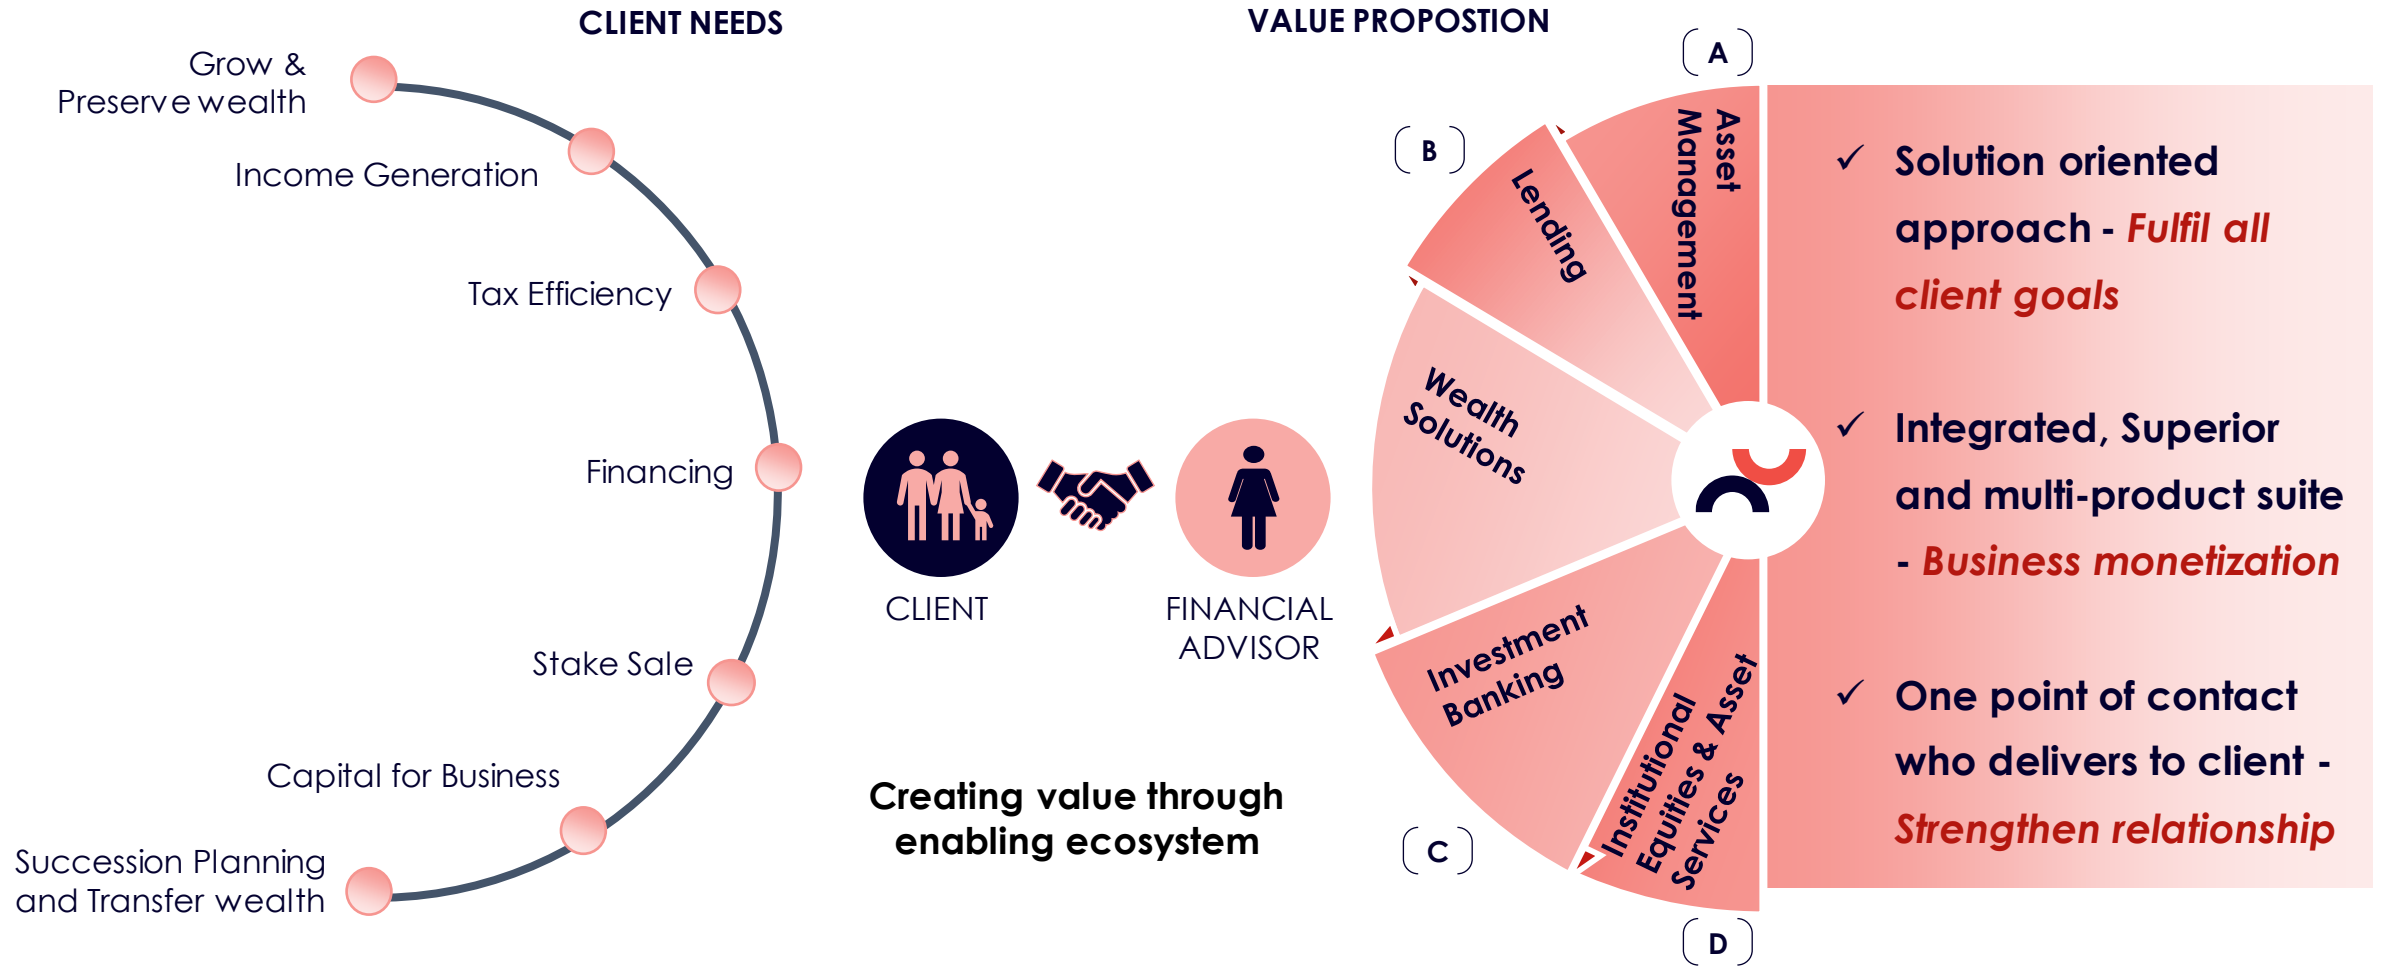 CLIENT NEEDS
Grow &
Preserve wealth
Income Generation
Tax Efficiency
Financing
Stake Sale
Capital for Business
Succession Planning
and Transfer wealth
CLIENT
FINANCIAL
ADVISOR
Creating value through
enabling ecosystem
VALUE PROPOSTION
A
Asset
Management
B
Lending
Wealth
Solutions
Investment
Banking
C
Institutional
Equities & Asset
Services
D
✓ Solution oriented
approach - Fulfil all
client goals
✓ Integrated, Superior
and multi-product suite
- Business monetization
✓ One point of contact
who delivers to client -
Strengthen relationship